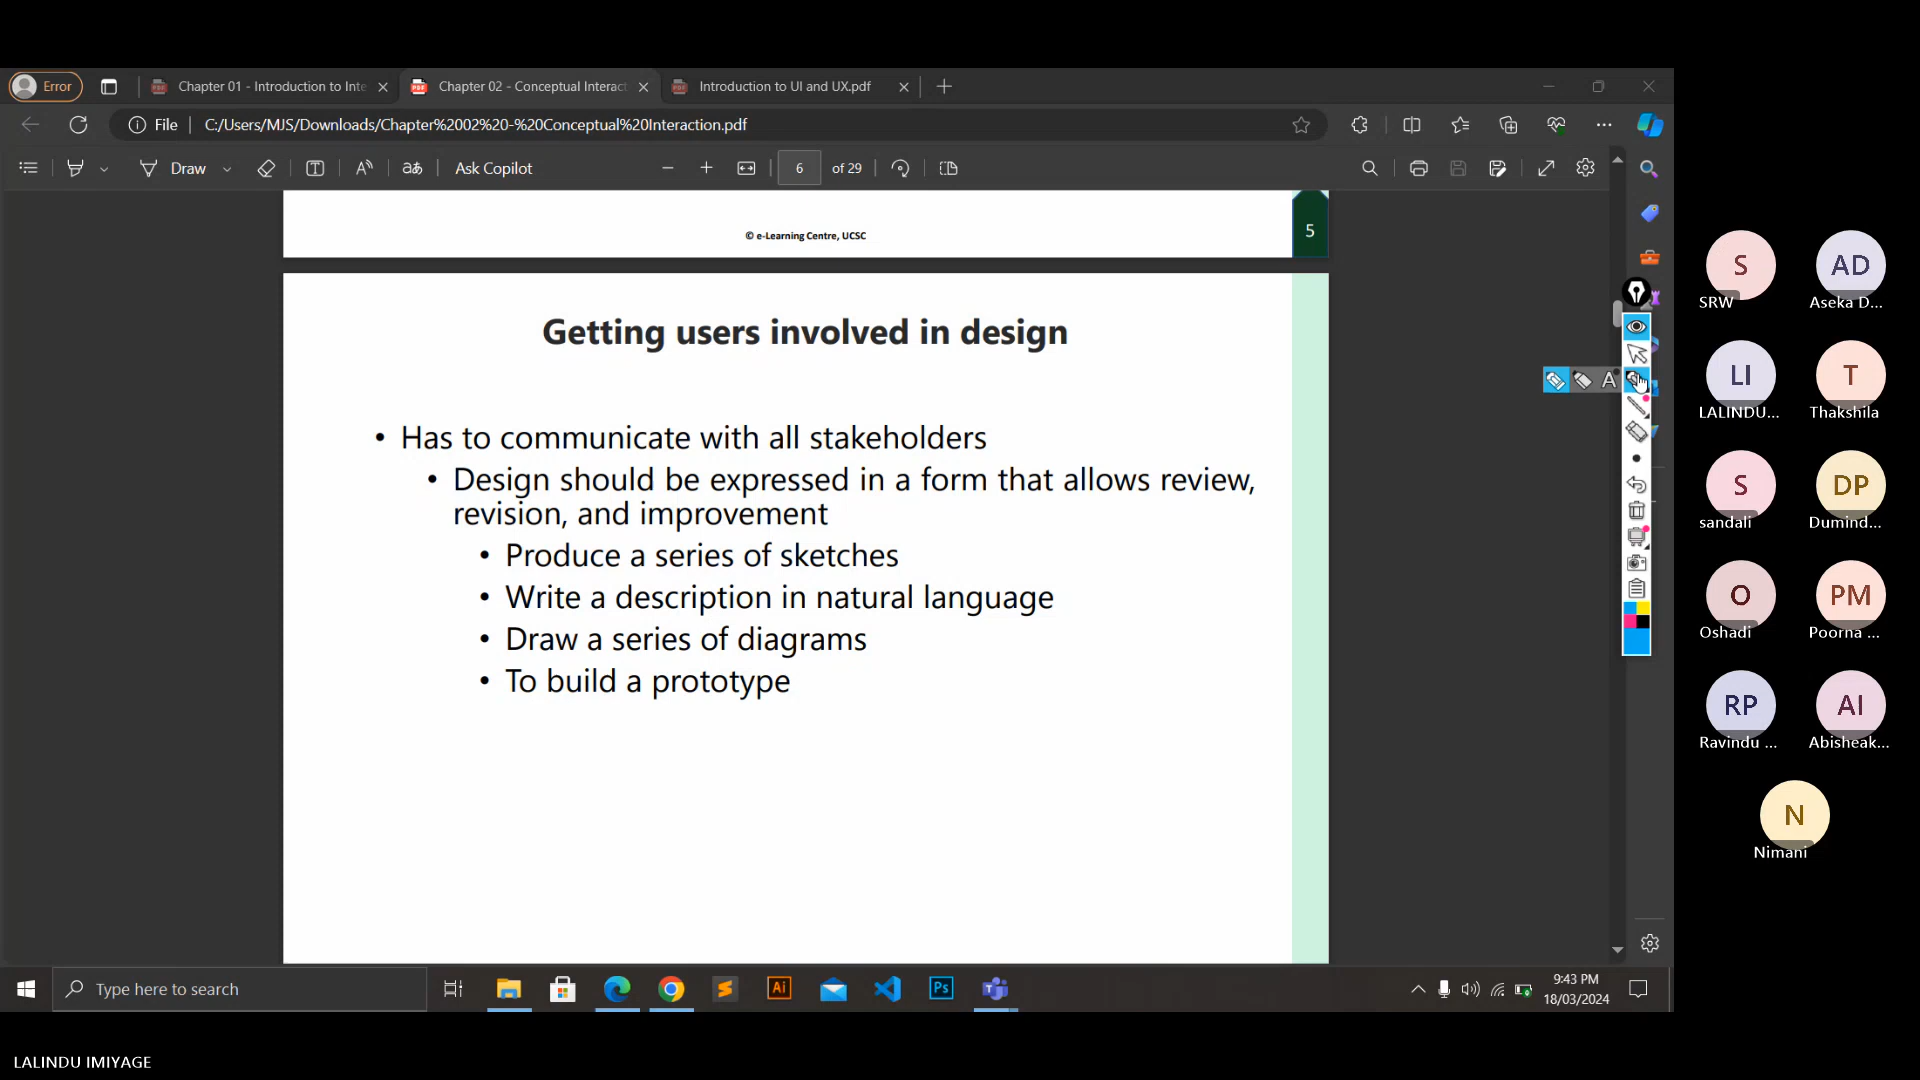 Error
Chapter 01 - Introduction to Inte
Chapter 02 - Conceptual Interact
Introduction to UI and UX.pdf
File
C:/Users/MJS/Downloads/Chapter%2002%20-%20Conceptual%20Interaction.pdf
Draw
Ask Copilot
6
of 29
© e-Learning Centre, UCSC
5
Getting users involved in design
• Has to communicate with all stakeholders
• Design should be expressed in a form that allows review,
revision, and improvement
• Produce a series of sketches
• Write a description in natural language
• Draw a series of diagrams
• To build a prototype
A
S
SRW
AD
Aseka D...
LI
LALINDU...
T
Thakshila
S
sandali
DP
Dumind...
O
Oshadi
PM
Poorna ...
RP
Ravindu ...
AI
Abisheak...
N
Nimani
Type here to search
Ai
Ps
9:43 PM
18/03/2024
LALINDU IMIYAGE